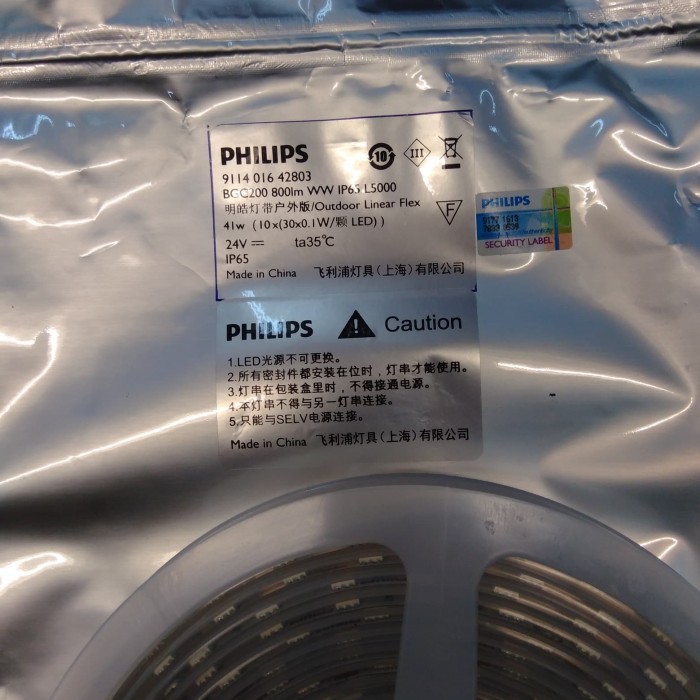 PHILIPS
10
III
9114 016 42803
BGC200 800lm WW IP65 L5000
明皓灯带户外版/Outdoor Linear Flex
41w (10x(30x0.1W/颗 LED))
F
24V ta35℃
IP65
Made in China 飞利浦灯具(上海)有限公司
PHILIPS
SECURITY LABEL
PHILIPS Caution
1.LED光源不可更换。
2.所有密封件都安装在位时，灯串才能使用。
3.灯串在包装盒里时，不得接通电源。
4.本灯串不得与另一灯串连接。
5.只能与SELV电源连接。
Made in China 飞利浦灯具(上海)有限公司